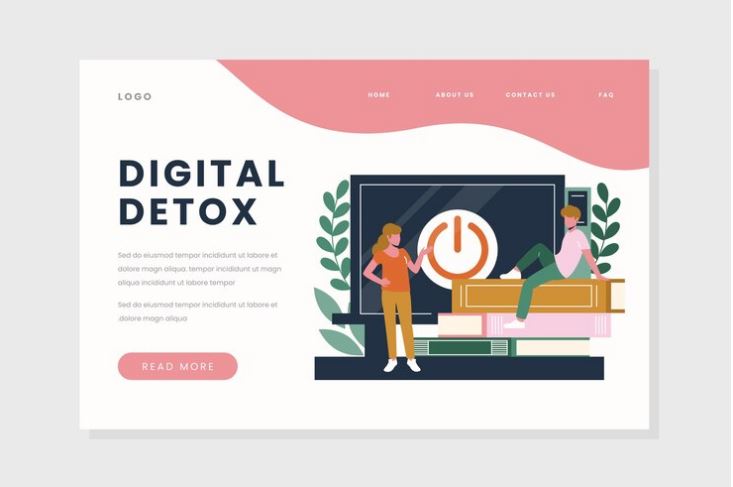 LOGO
HOME ABOUT US CONTACT US FAQ
DIGITAL
DETOX
Sed do eiusmod tempor incididunt ut labore et
dolore magn aliqua. tempor incididunt ut magn
aliqua incididunt ut labore tempor
Sed do eiusmod tempor incididunt ut labore et
.dolore magn aliqua
READ MORE